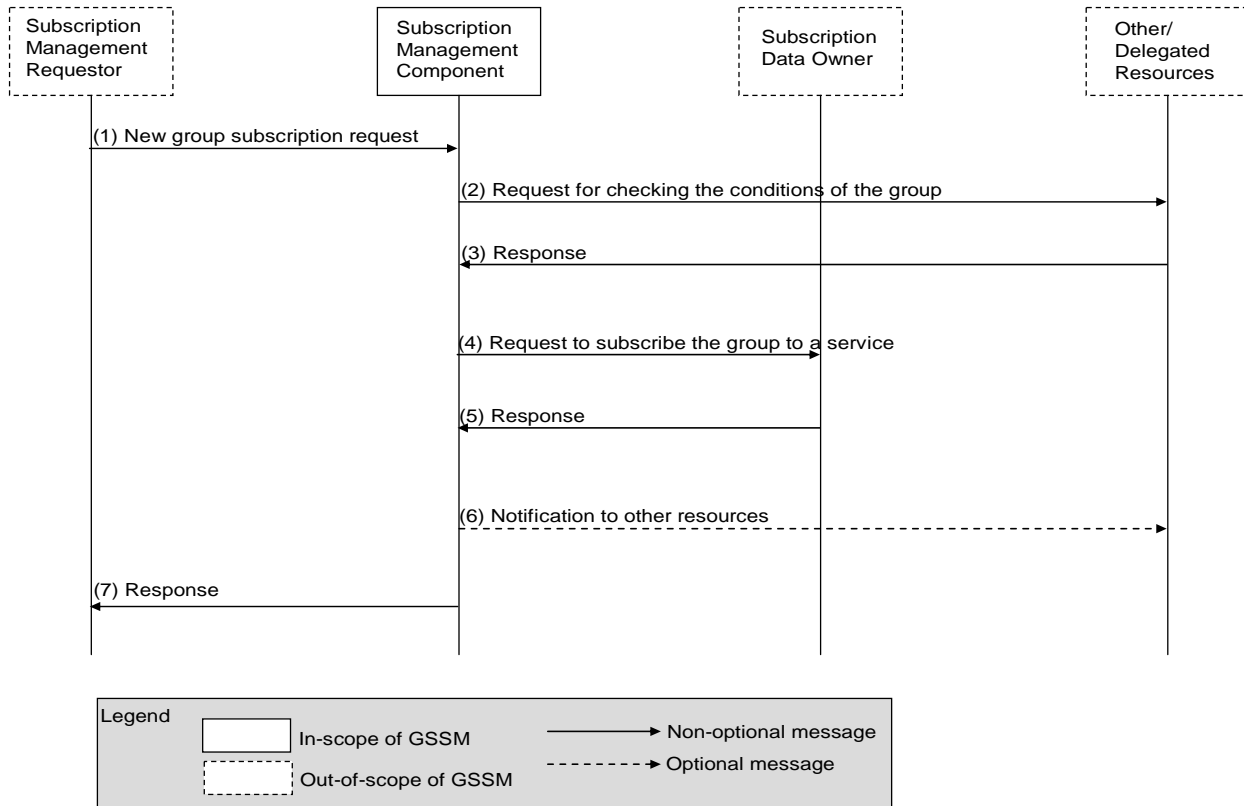 Subscription
Management
Requestor
Subscription
Management
Component
Subscription
Data Owner
Other/
Delegated
Resources
(1) New group subscription request
(2) Request for checking the conditions of the group
(3) Response
(4) Request to subscribe the group to a service
(5) Response
(6) Notification to other resources
(7) Response
Legend
In-scope of GSSM
Non-optional message
Out-of-scope of GSSM
Optional message